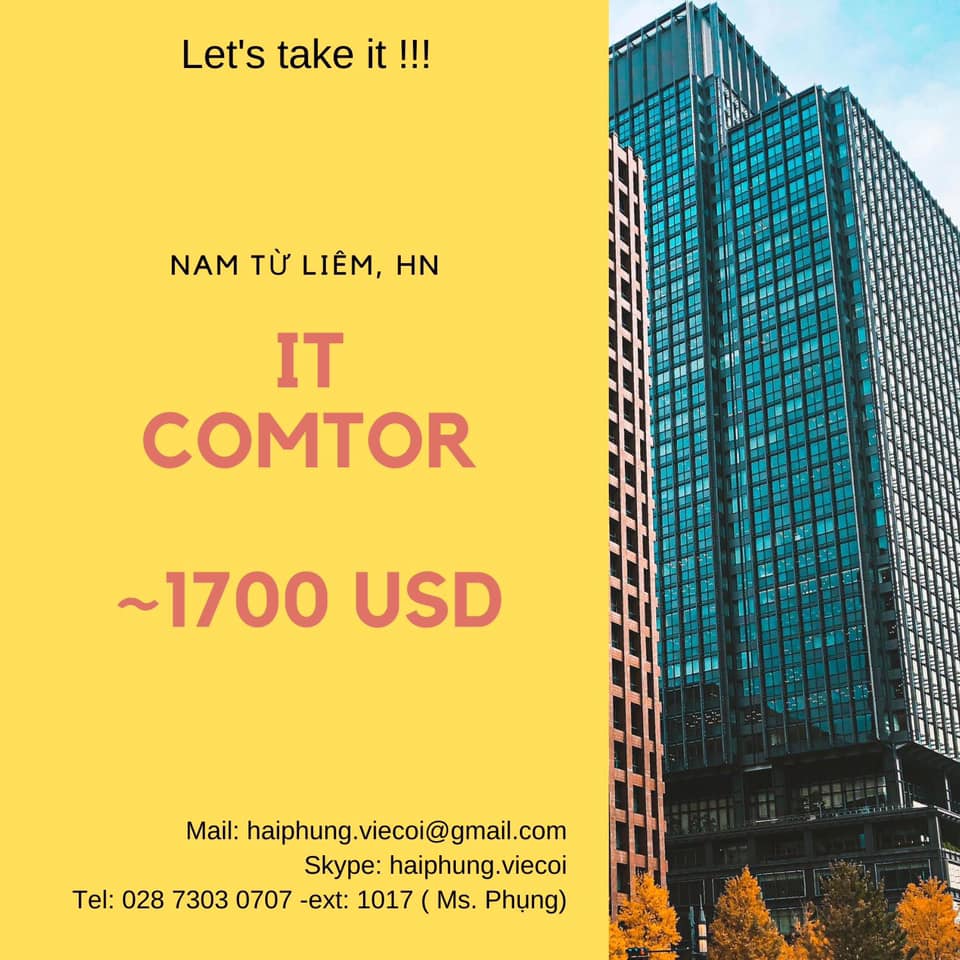 Let's take it !!!
NAM TỪ LIÊM, HN
IT
COMTOR
~1700 USD
Mail: haiphung.viecoi@gmail.com
Skype: haiphung.viecoi
Tel: 028 7303 0707 -ext: 1017 ( Ms. Phụng)